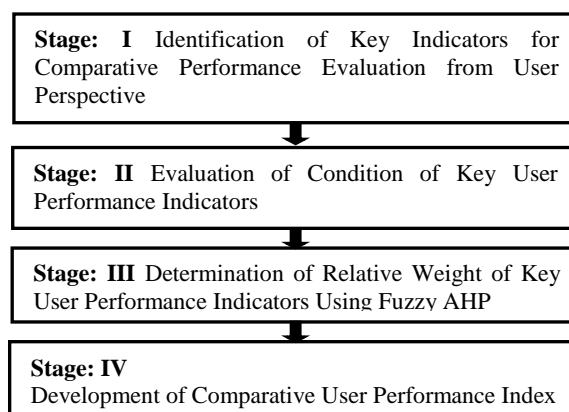 Stage: I Identification of Key Indicators for
Comparative Performance Evaluation from User
Perspective
Stage: II Evaluation of Condition of Key User
Performance Indicators
Stage: III Determination of Relative Weight of Key
User Performance Indicators Using Fuzzy AHP
Stage: IV
Development of Comparative User Performance Index